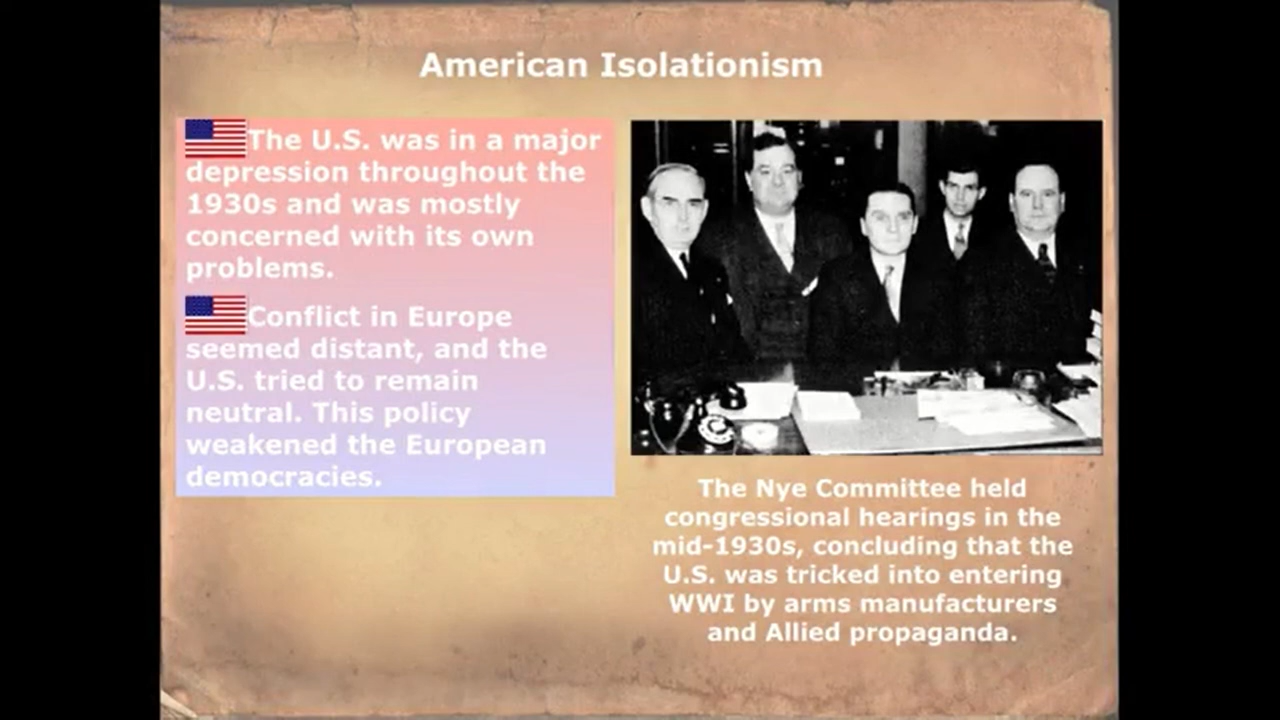 American Isolationism
The U.S. was in a major
depression throughout the
1930s and was mostly
concerned with its own
problems.
Conflict in Europe
seemed distant, and the
U.S. tried to remain
neutral. This policy
weakened the European
democracies.
The Nye Committee held
congressional hearings in the
mid-1930s, concluding that the
U.S. was tricked into entering
WWI by arms manufacturers
and Allied propaganda.